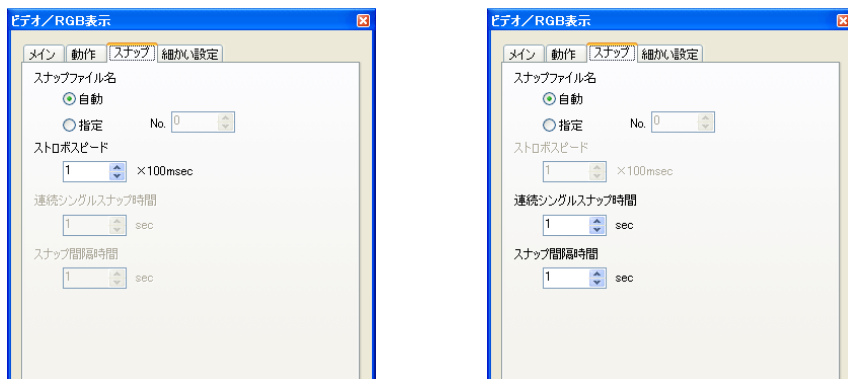 ビデオ/RGB表示
メイン 動作 スナップ 細かい設定
スナップファイル名
自動
指定 No. 0
ストロボスピード
1 ×100msec
連続シングルスナップ時間
1 sec
スナップ間隔時間
1 sec
ビデオ/RGB表示
メイン 動作 スナップ 細かい設定
スナップファイル名
自動
指定 No. 0
ストロボスピード
1 ×100msec
連続シングルスナップ時間
1 sec
スナップ間隔時間
1 sec